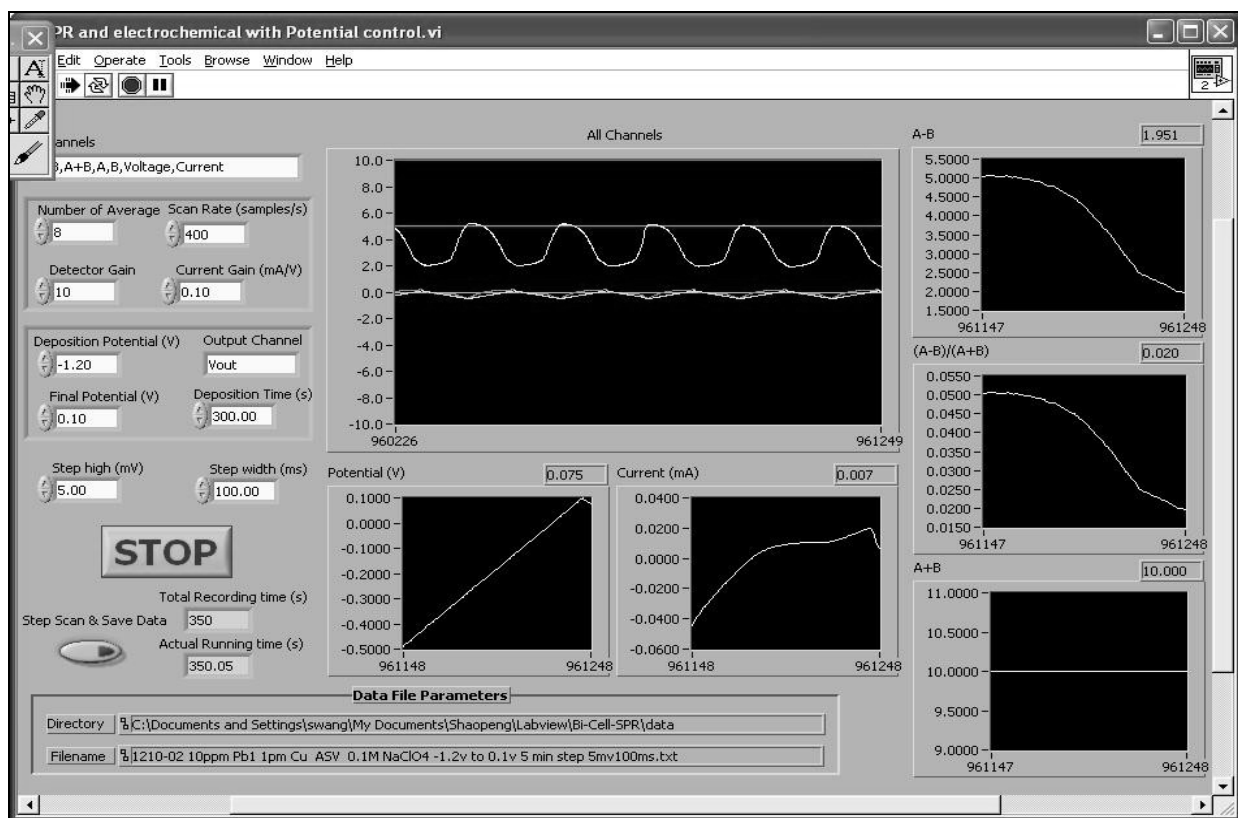 PR and electrochemical with Potential control.vi
Edit Operate Tools Browse Window Help
A
2
annels
B,A+B,A,B,Voltage,Current
Number of Average Scan Rate (samples/s)
8 400
Detector Gain Current Gain (mA/V)
10 0.10
Deposition Potential (V) Output Channel
-1.20 Vout
Final Potential (V) Deposition Time (s)
0.10 300.00
Step high (mV) Step width (ms)
5.00 100.00
STOP
Total Recording time (s)
Step Scan & Save Data 350
Actual Running time (s)
350.05
All Channels
10.0
8.0
6.0
4.0
2.0
0.0
-2.0
-4.0
-6.0
-8.0
-10.0
960226 961249
Potential (V) 0.075
0.1000
0.0000
-0.1000
-0.2000
-0.3000
-0.4000
-0.5000
961148 961248
Current (mA) 0.007
0.0400
0.0200
0.0000
-0.0200
-0.0400
-0.0600
961148 961248
A-B 1.951
5.5000
5.0000
4.5000
4.0000
3.5000
3.0000
2.5000
2.0000
1.5000
961147 961248
(A-B)/(A+B) 0.020
0.0550
0.0500
0.0450
0.0400
0.0350
0.0300
0.0250
0.0200
0.0150
961147 961248
A+B 10.000
11.0000
10.5000
10.0000
9.5000
9.0000
961147 961248
Data File Parameters
Directory C:\Documents and Settings\swang\My Documents\Shaopeng\Labview\Bi-Cell-SPR\data
Filename 1210-02 10ppm Pb1 1pm Cu ASV 0.1M NaClO4 -1.2v to 0.1v 5 min step 5mv100ms.txt